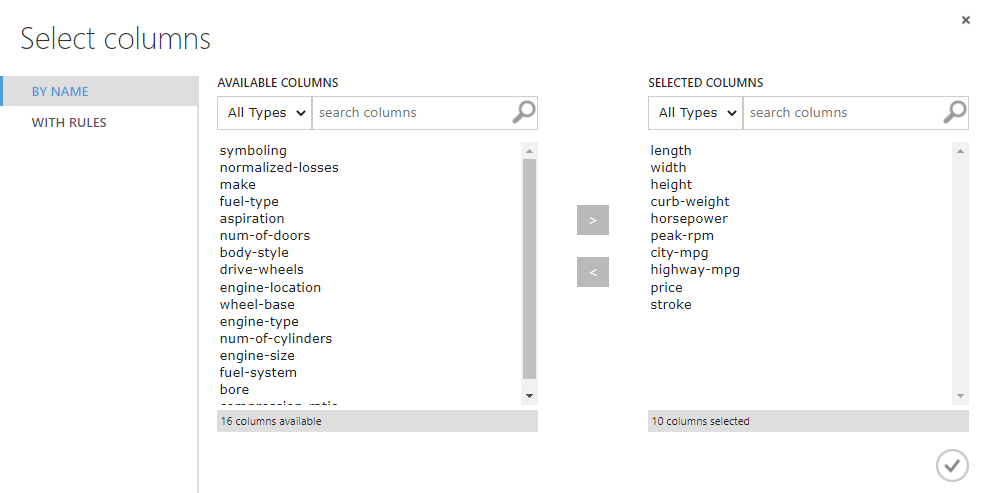 Select columns
BY NAME
WITH RULES
AVAILABLE COLUMNS
All Types
search columns
symboling
normalized-losses
make
fuel-type
aspiration
num-of-doors
body-style
drive-wheels
engine-location
wheel-base
engine-type
num-of-cylinders
engine-size
fuel-system
bore
compression-ratio
16 columns available
>
<
SELECTED COLUMNS
All Types
search columns
length
width
height
curb-weight
horsepower
peak-rpm
city-mpg
highway-mpg
price
stroke
10 columns selected